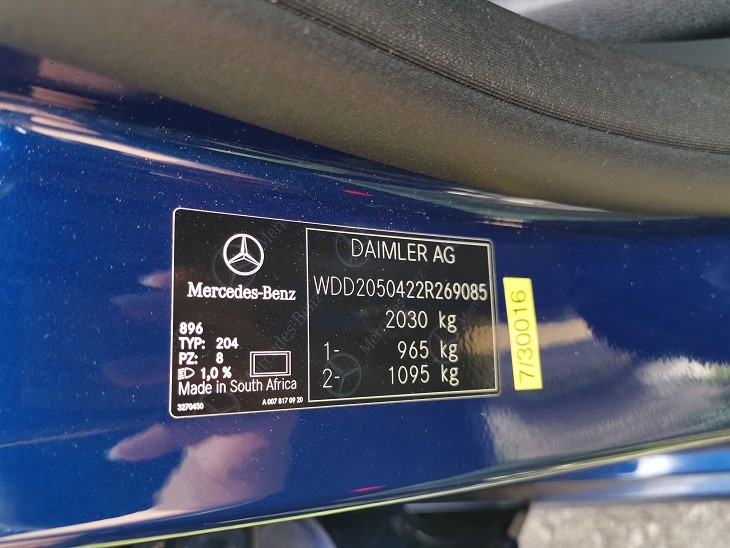 Mercedes-Benz
896
TYP: 204
PZ: 8
1,0 %
Made in South Africa
3270450
A 007 817 09 20
DAIMLER AG
WDD2050422R269085
2030 kg
1- 965 kg
2- 1095 kg
7/30016